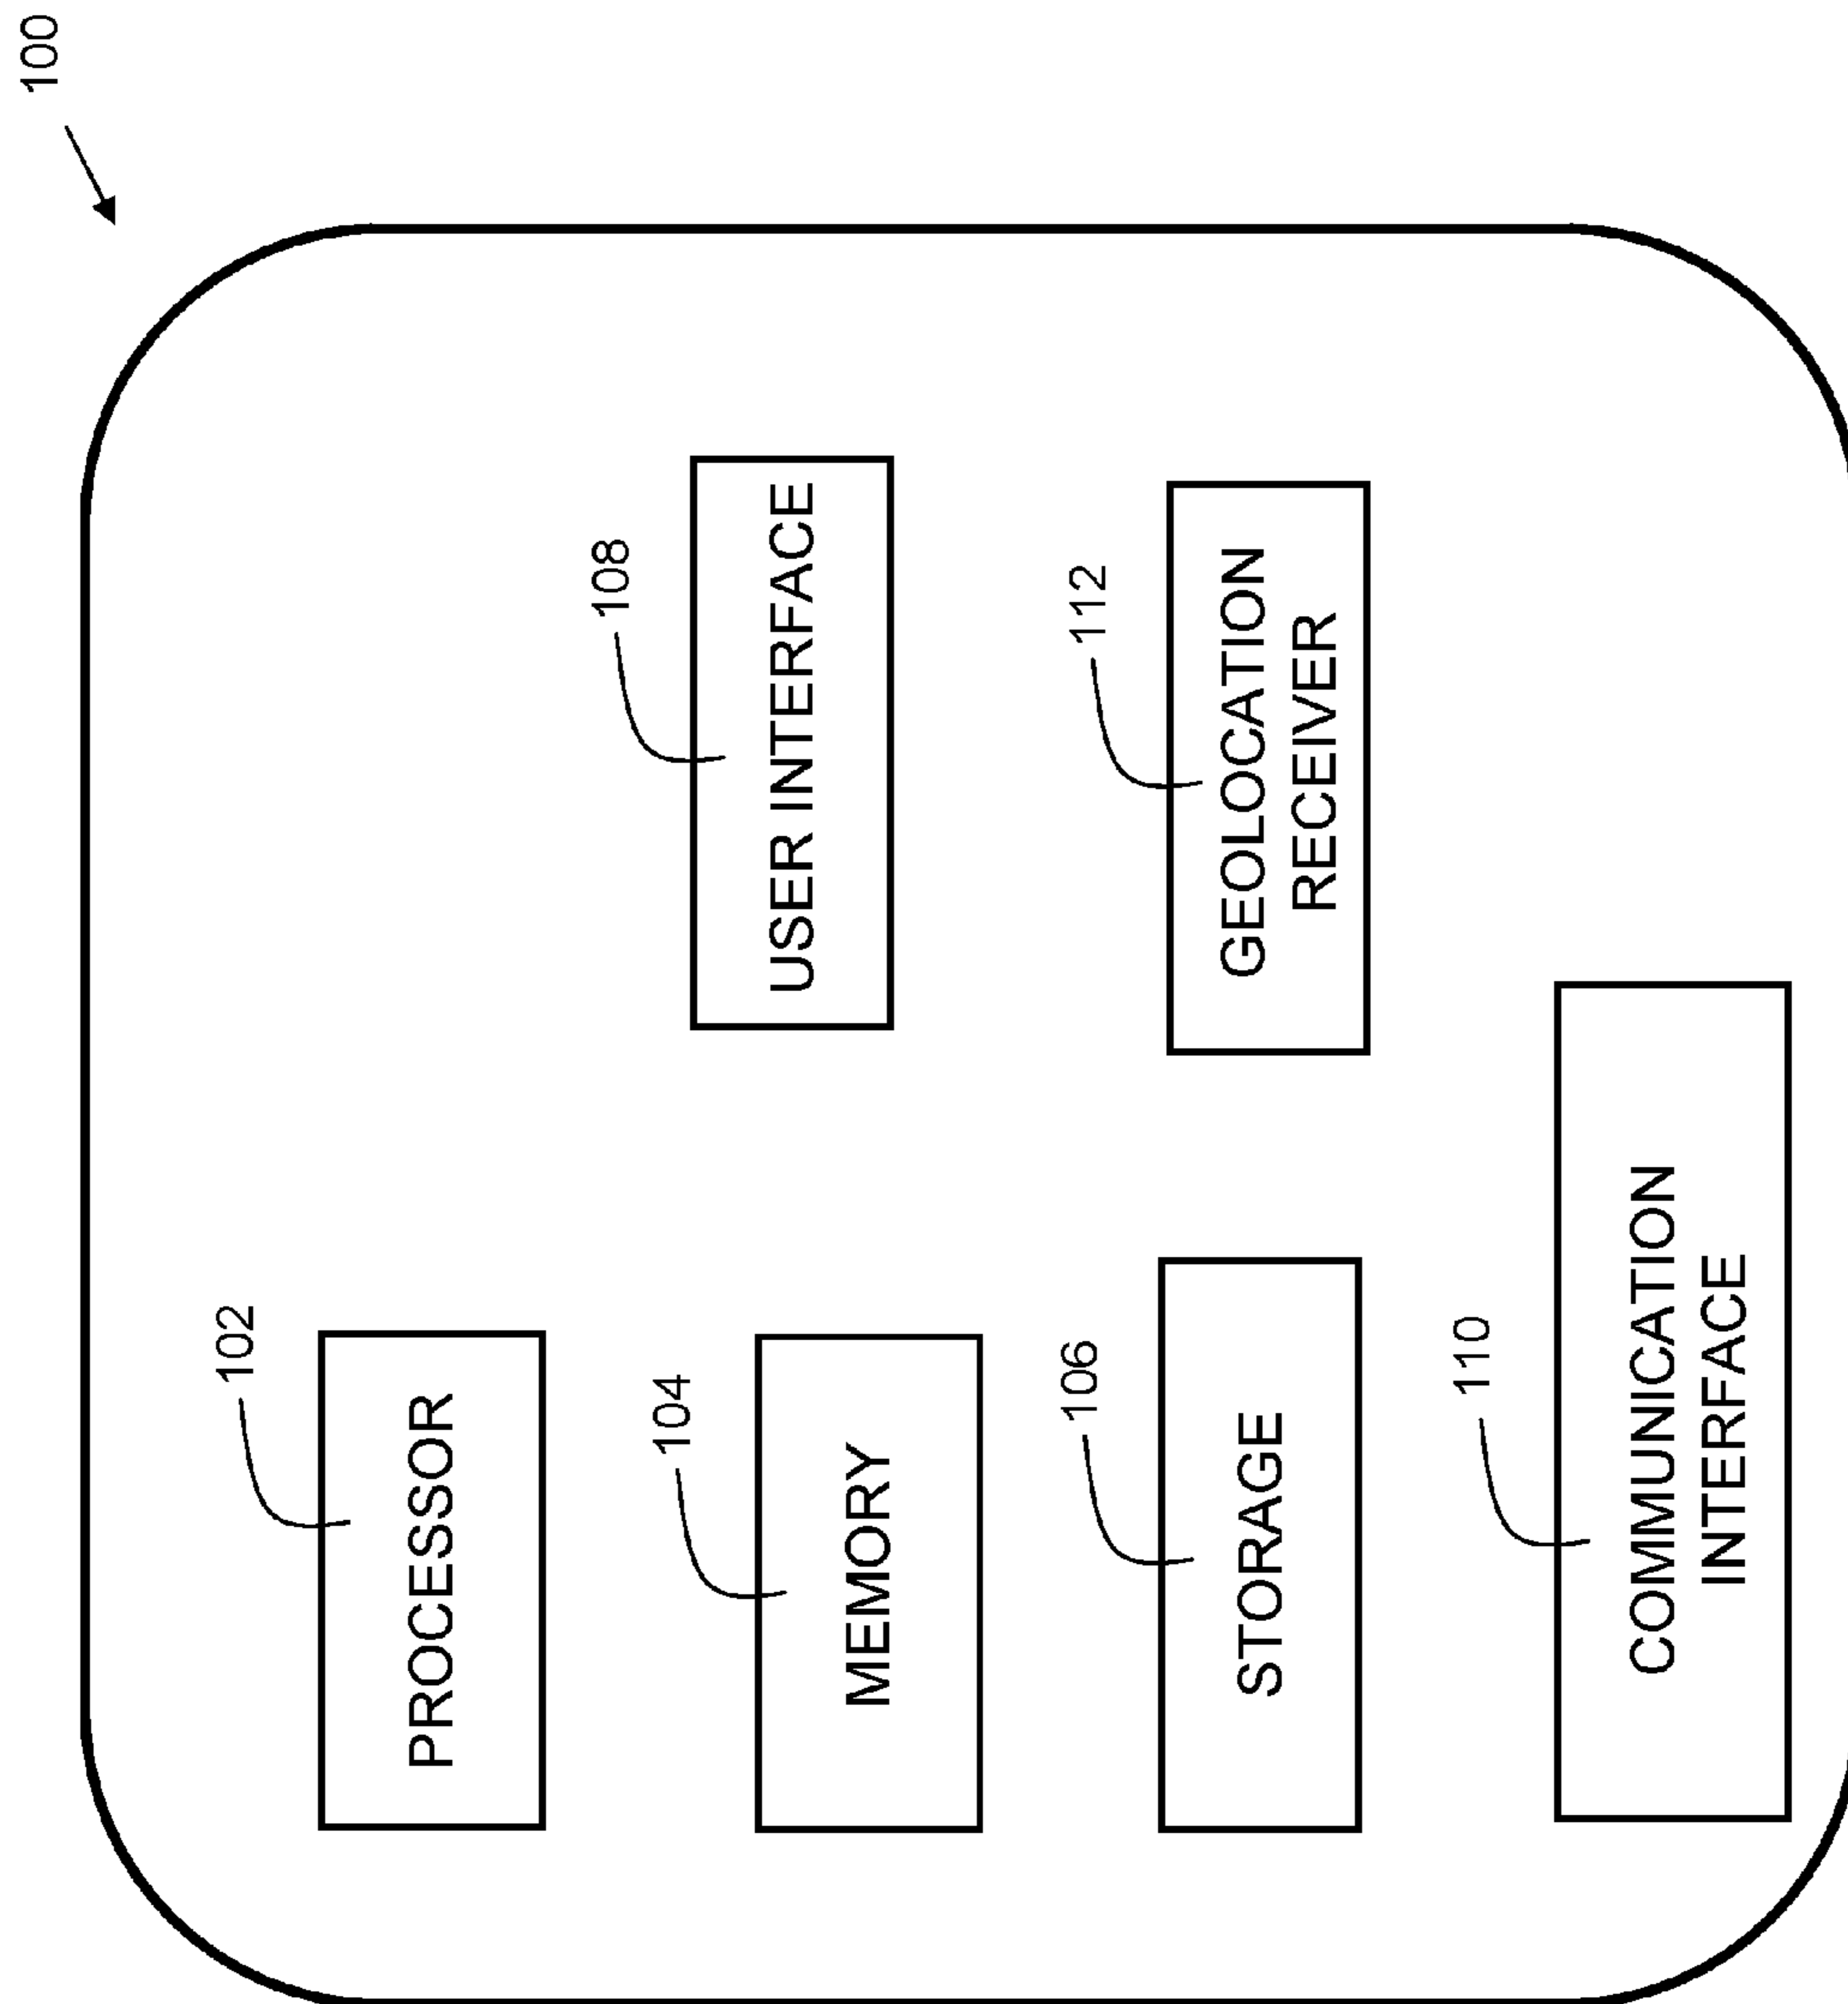 100
102
PROCESSOR
108
USER INTERFACE
104
MEMORY
112
GEOLOCATION
RECEIVER
106
STORAGE
110
COMMUNICATION
INTERFACE